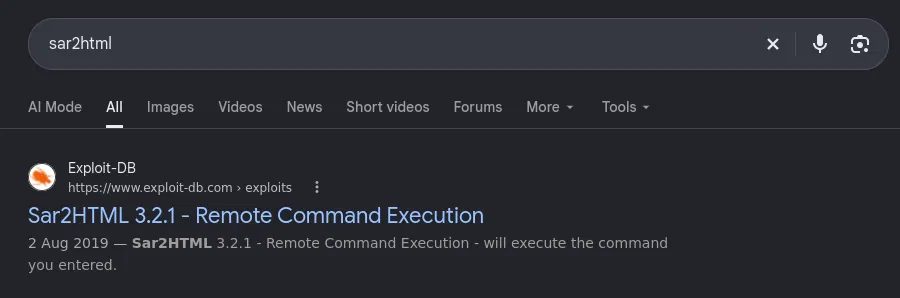 sar2html
AI Mode All Images Videos News Short videos Forums More Tools
Exploit-DB
https://www.exploit-db.com › exploits
Sar2HTML 3.2.1 - Remote Command Execution
2 Aug 2019 — Sar2HTML 3.2.1 - Remote Command Execution - will execute the command
you entered.